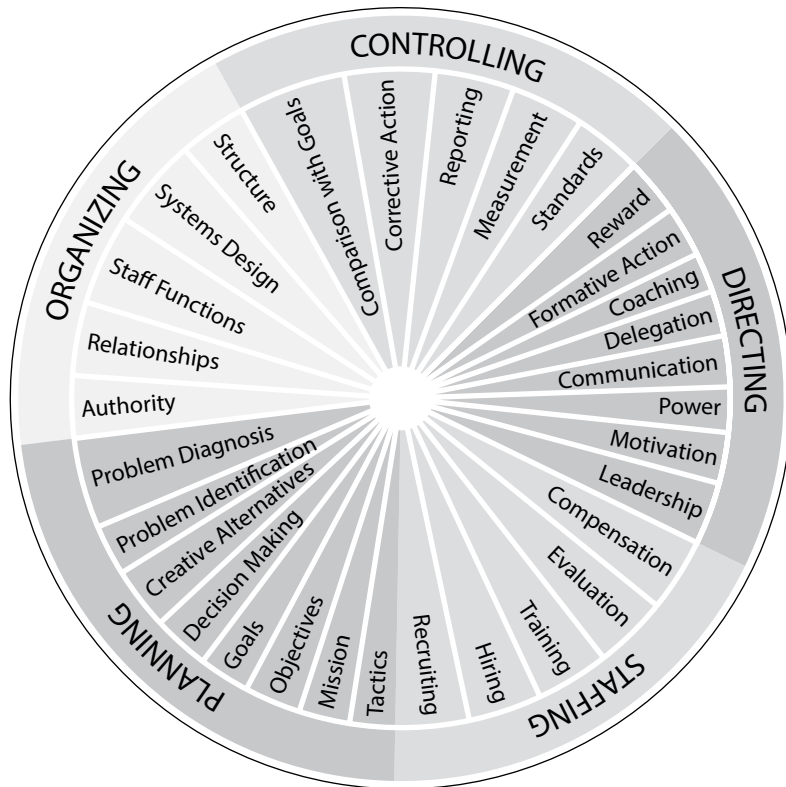 CONTROLLING
Comparison with Goals
Corrective Action
Reporting
Measurement
Standards
DIRECTING
Reward
Formative Action
Coaching
Delegation
Communication
Power
Motivation
Leadership
STAFFING
Compensation
Evaluation
Training
Hiring
Recruiting
PLANNING
Tactics
Mission
Objectives
Goals
Decision Making
Creative Alternatives
Problem Identification
Problem Diagnosis
ORGANIZING
Authority
Relationships
Staff Functions
Systems Design
Structure